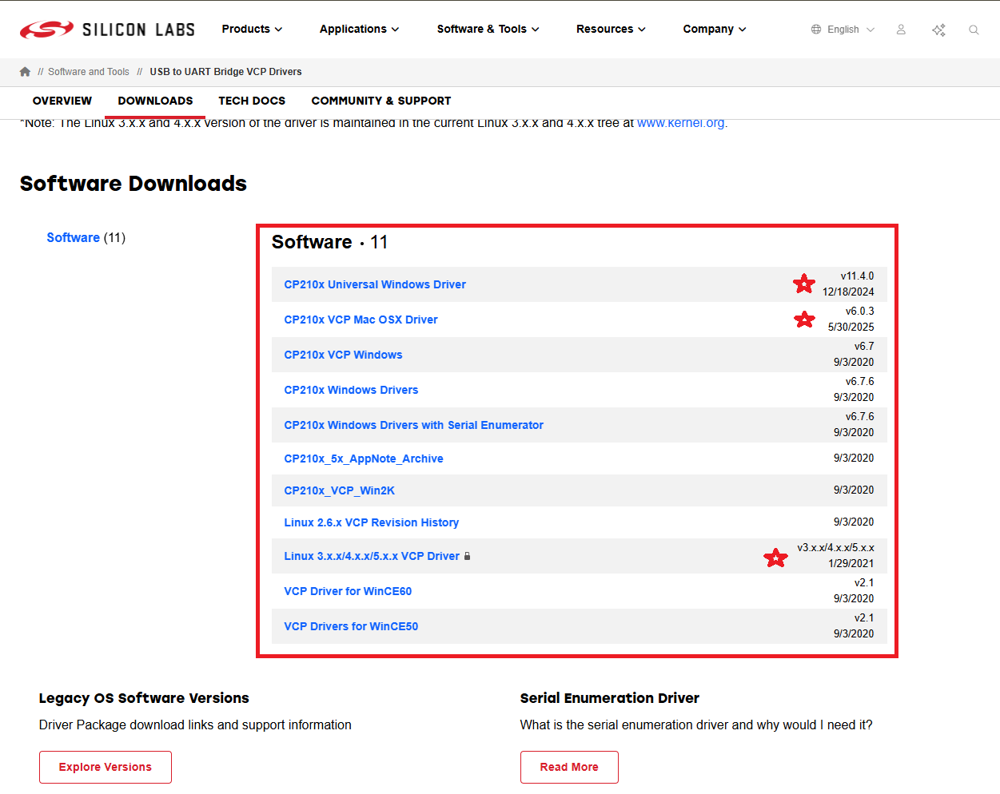 SILICON LABS
Products
Applications
Software & Tools
Resources
Company
English
// Software and Tools // USB to UART Bridge VCP Drivers
OVERVIEW
DOWNLOADS
TECH DOCS
COMMUNITY & SUPPORT
*Note: The Linux 3.x.x and 4.x.x version of the driver is maintained in the current Linux 3.x.x and 4.x.x tree at www.kernel.org.
Software Downloads
Software (11)
Software · 11
CP210x Universal Windows Driver
v11.4.0
12/18/2024
CP210x VCP Mac OSX Driver
v6.0.3
5/30/2025
CP210x VCP Windows
v6.7
9/3/2020
CP210x Windows Drivers
v6.7.6
9/3/2020
CP210x Windows Drivers with Serial Enumerator
v6.7.6
9/3/2020
CP210x_5x_AppNote_Archive
9/3/2020
CP210x_VCP_Win2K
9/3/2020
Linux 2.6.x VCP Revision History
9/3/2020
Linux 3.x.x/4.x.x/5.x.x VCP Driver
v3.x.x/4.x.x/5.x.x
1/29/2021
VCP Driver for WinCE60
v2.1
9/3/2020
VCP Drivers for WinCE50
v2.1
9/3/2020
Legacy OS Software Versions
Driver Package download links and support information
Explore Versions
Serial Enumeration Driver
What is the serial enumeration driver and why would I need it?
Read More